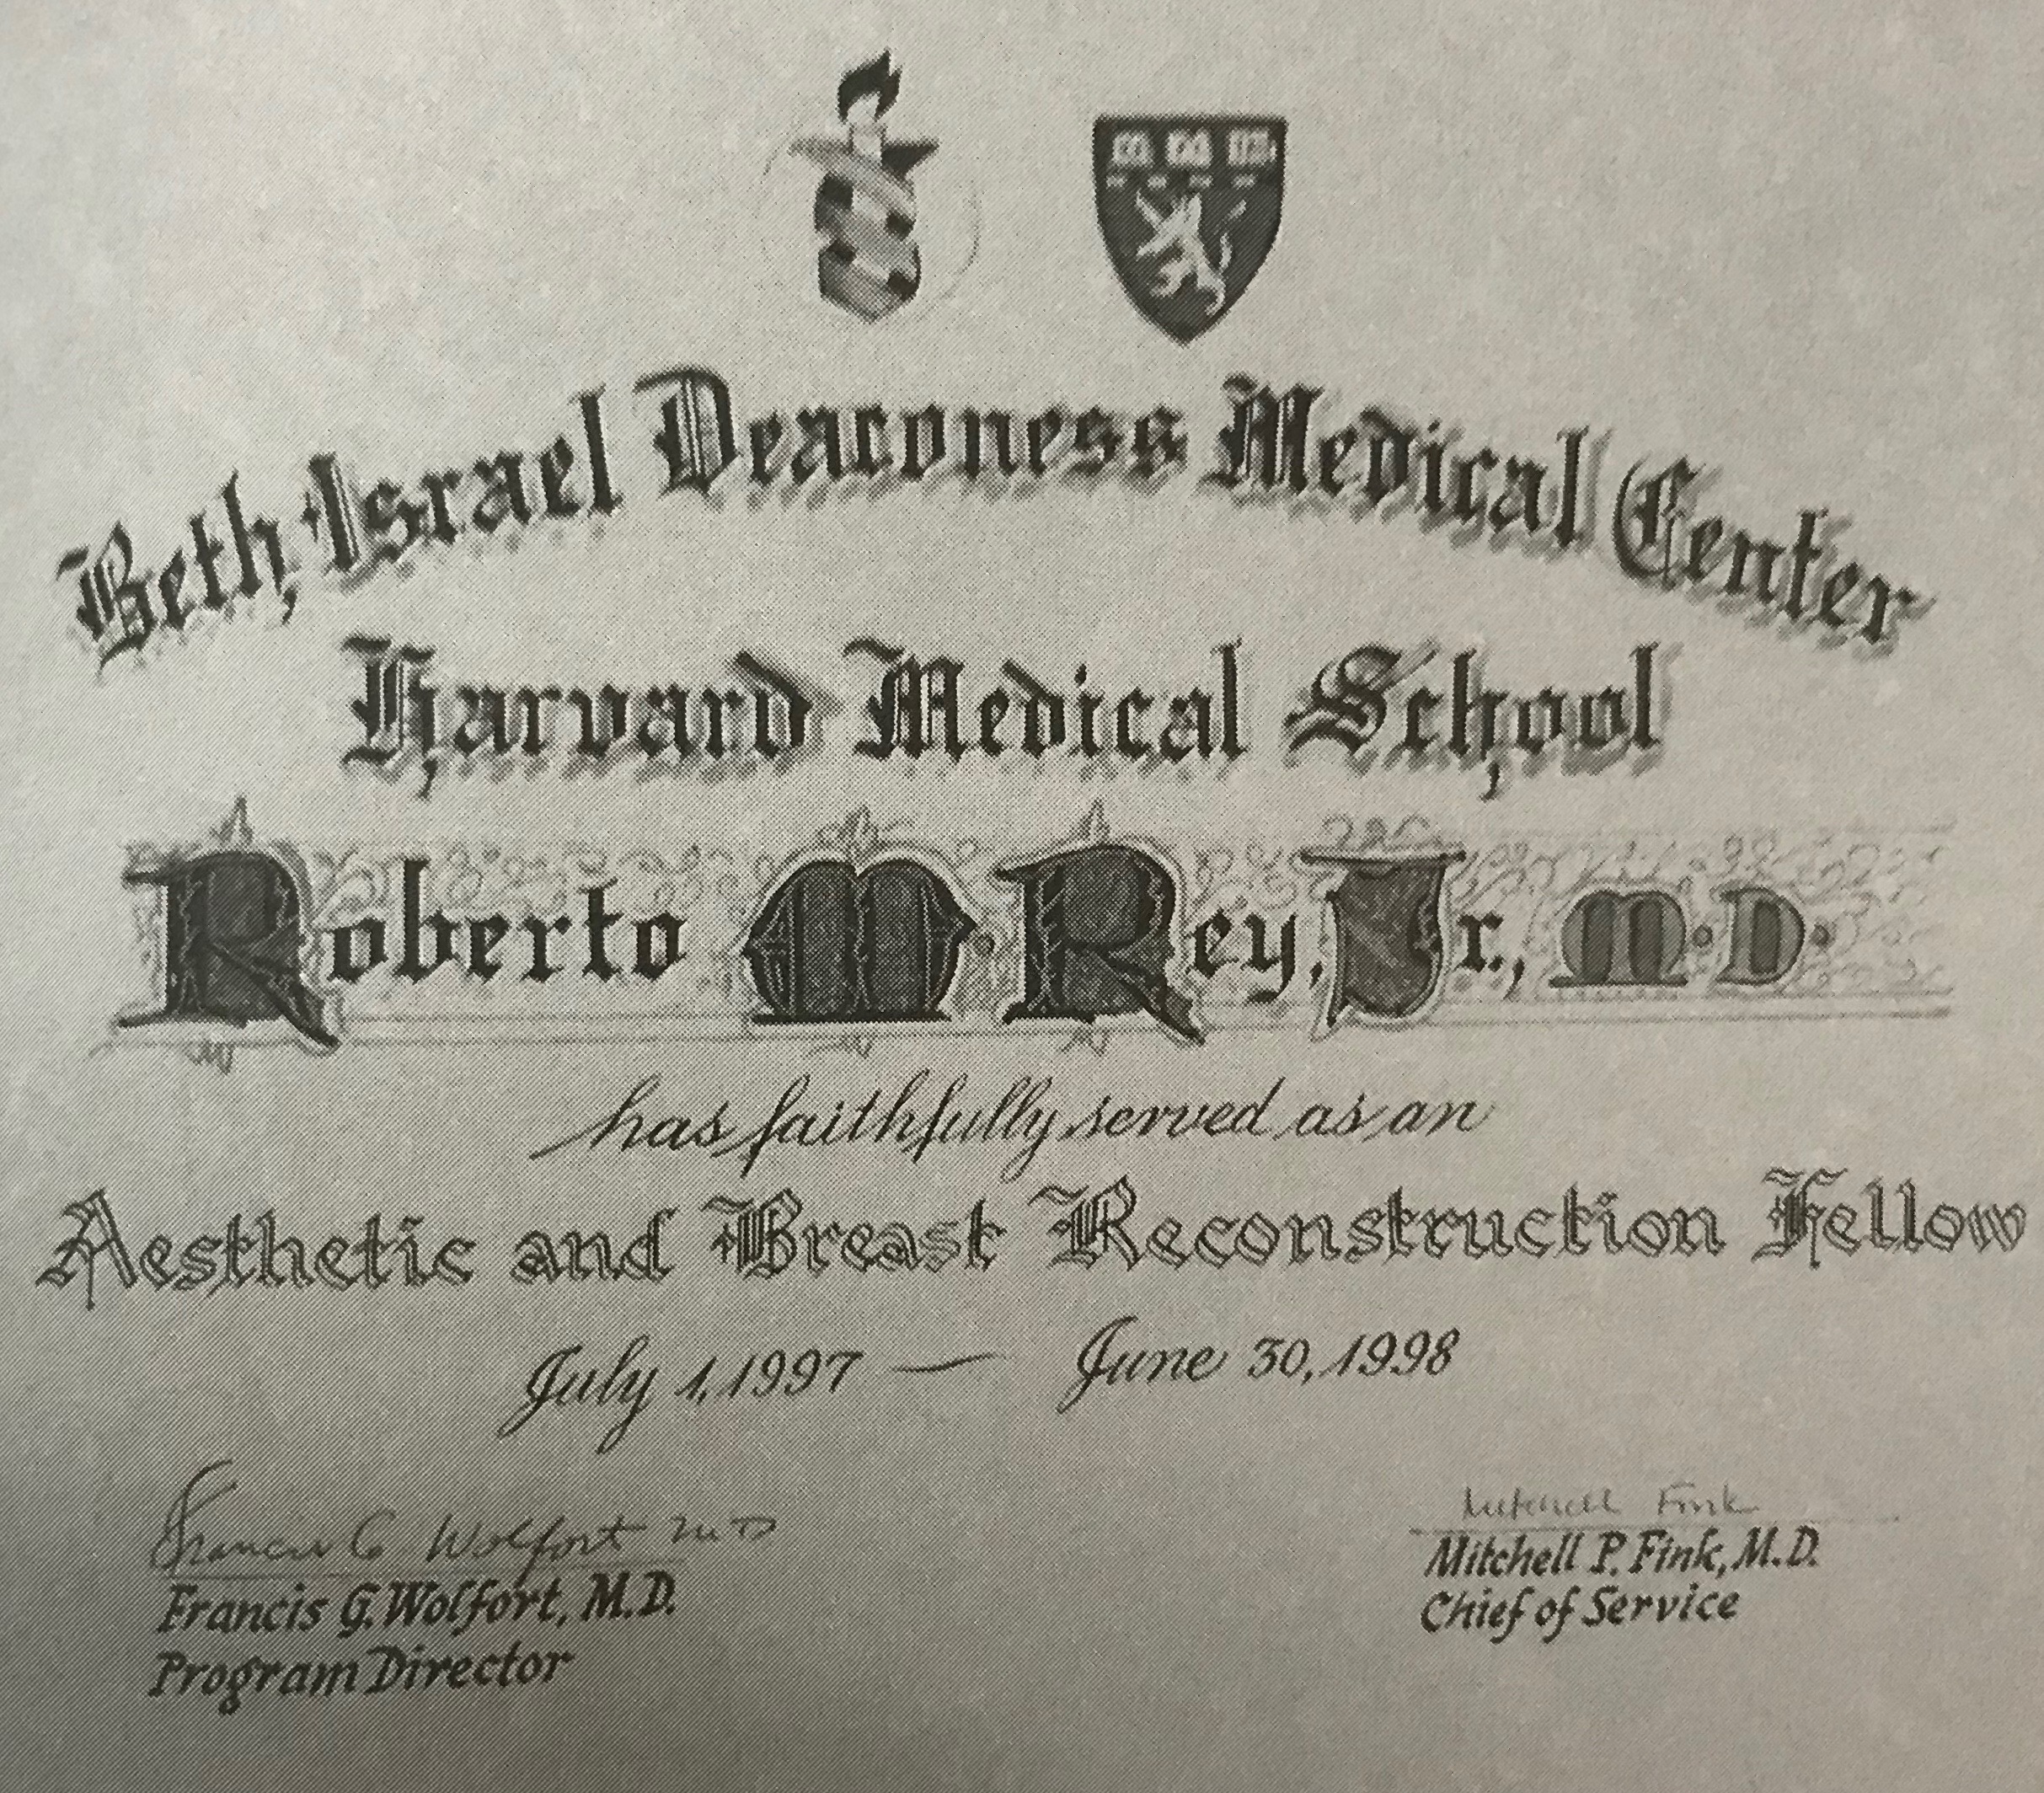 Beth Israel Deaconess Medical Center
Harvard Medical School
Roberto M. Rey, Jr., M.D.
has faithfully served as an
Aesthetic and Breast Reconstruction Fellow
July 1, 1997 — June 30, 1998
Francis G Wolfort MD
Francis G. Wolfort, M.D.
Program Director
Mitchell Fink
Mitchell P. Fink, M.D.
Chief of Service